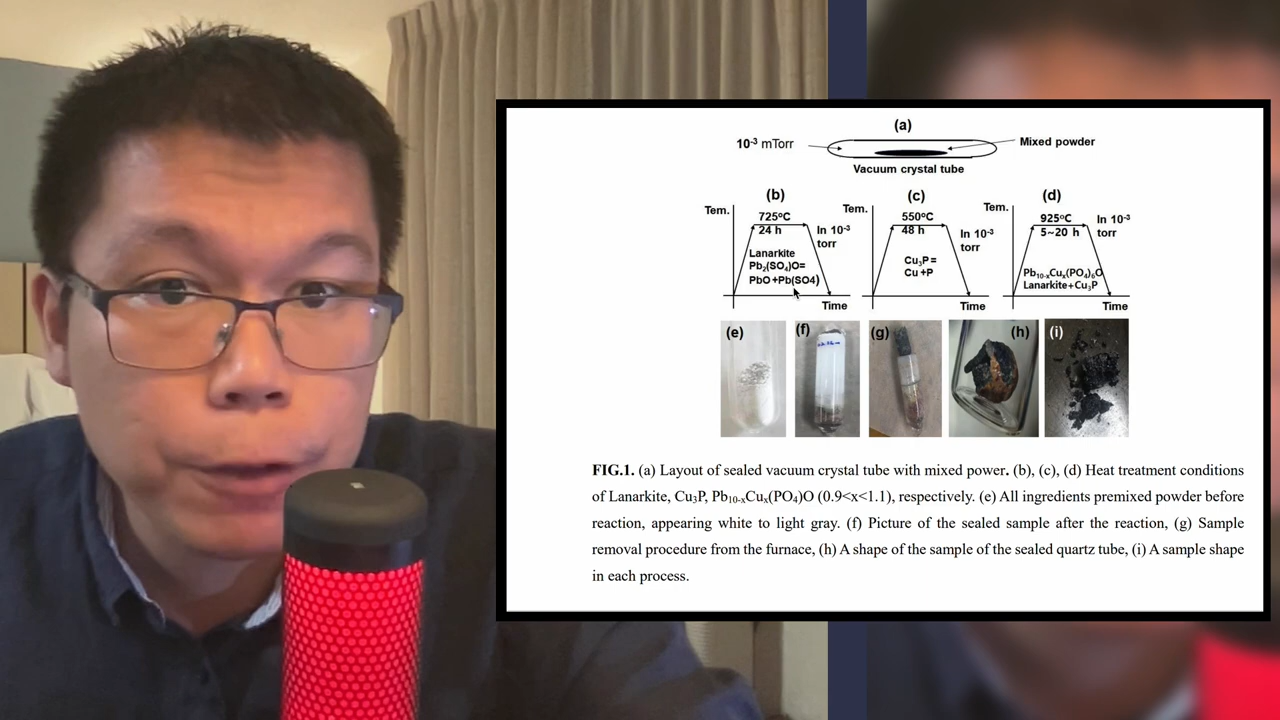 (a)
10⁻³ mTorr
Mixed powder
Vacuum crystal tube
(b)
(c)
(d)
Tem.
725ºC
24 h
In 10⁻³
torr
Lanarkite
Pb₂(SO₄)O=
PbO+Pb(SO4)
Time
Tem.
550ºC
48 h
In 10⁻³
torr
Cu₃P=
Cu+P
Time
Tem.
925ºC
5~20 h
In 10⁻³
torr
Pb₁₀₋ₓCuₓ(PO₄)₆O
Lanarkite+Cu₃P
Time
(e)
(f)
(g)
(h)
(i)
FIG.1. (a) Layout of sealed vacuum crystal tube with mixed power. (b), (c), (d) Heat treatment conditions
of Lanarkite, Cu₃P, Pb₁₀₋ₓCuₓ(PO₄)O (0.9<x<1.1), respectively. (e) All ingredients premixed powder before
reaction, appearing white to light gray. (f) Picture of the sealed sample after the reaction, (g) Sample
removal procedure from the furnace, (h) A shape of the sample of the sealed quartz tube, (i) A sample shape
in each process.